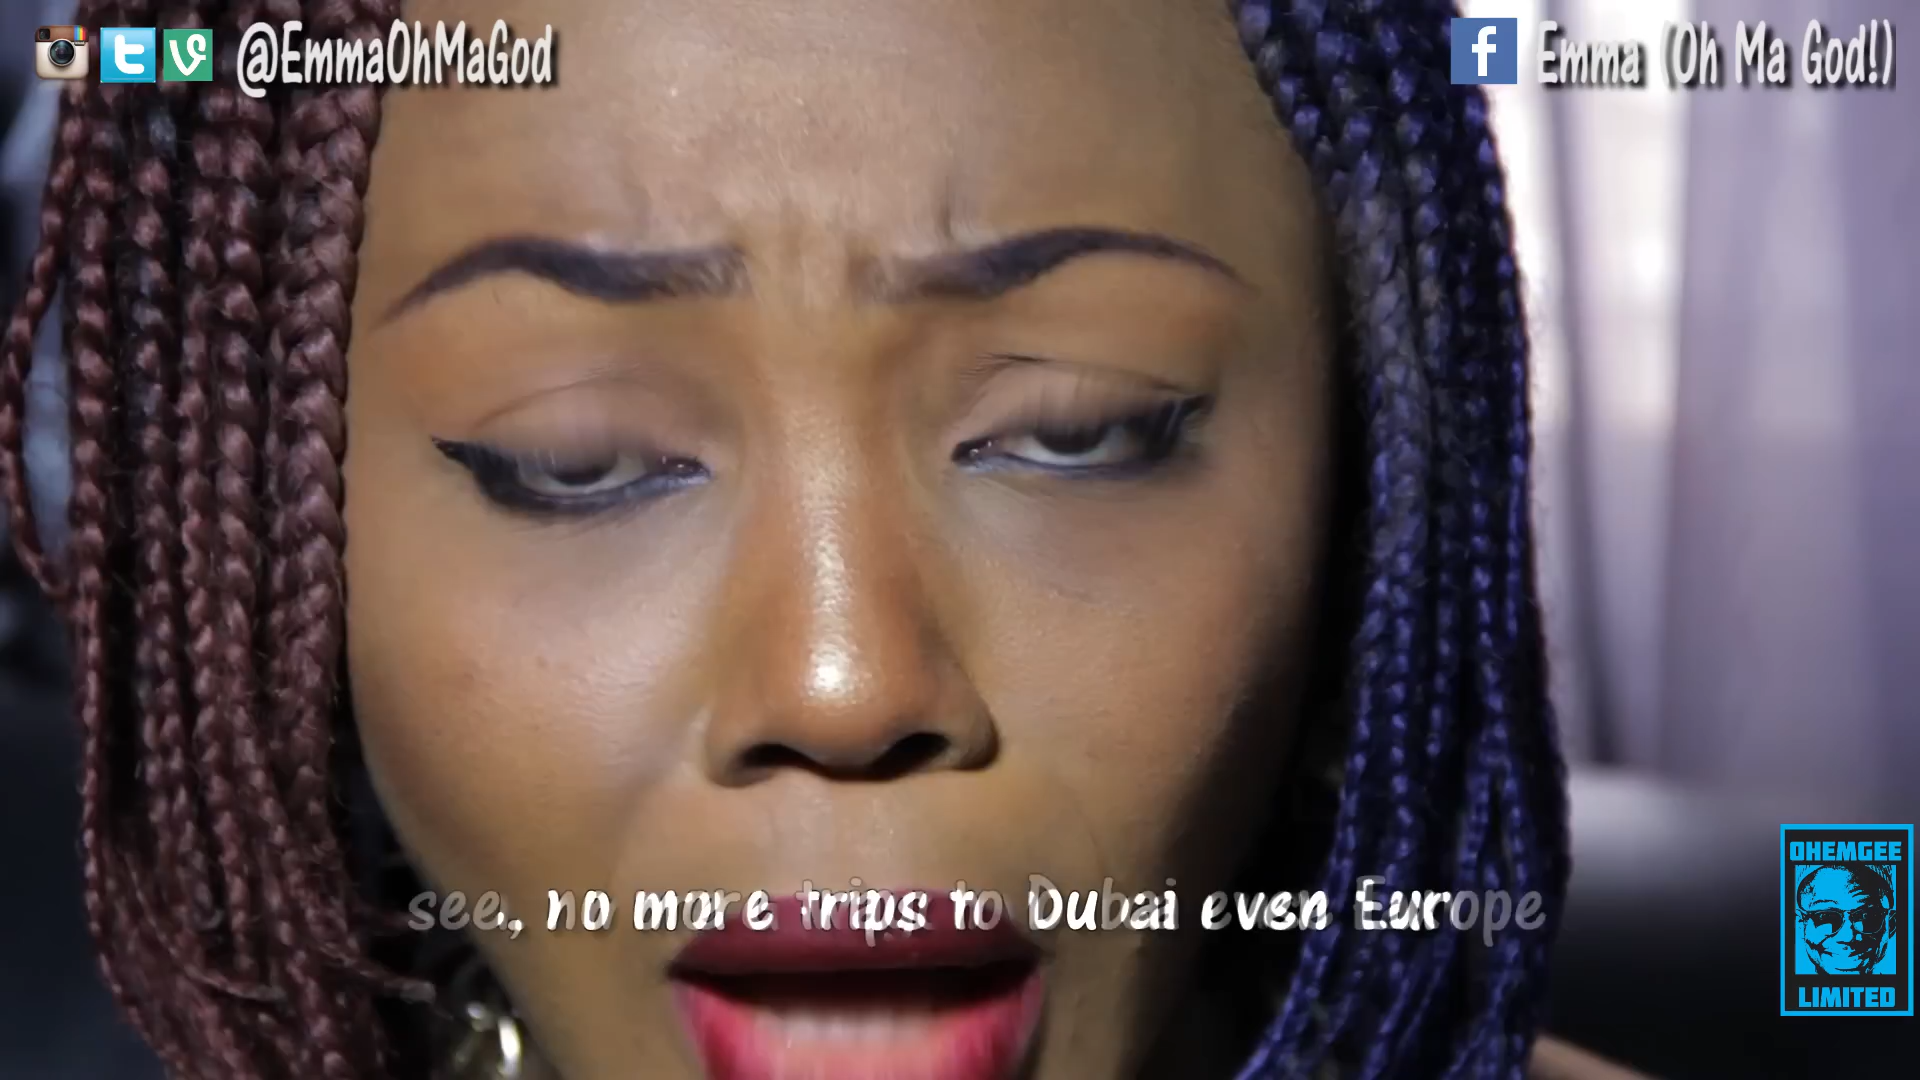 @EmmaOhMaGod
Emma (Oh Ma God!)
see, no more trips to Dubai even Europe
OHEMGEE
LIMITED